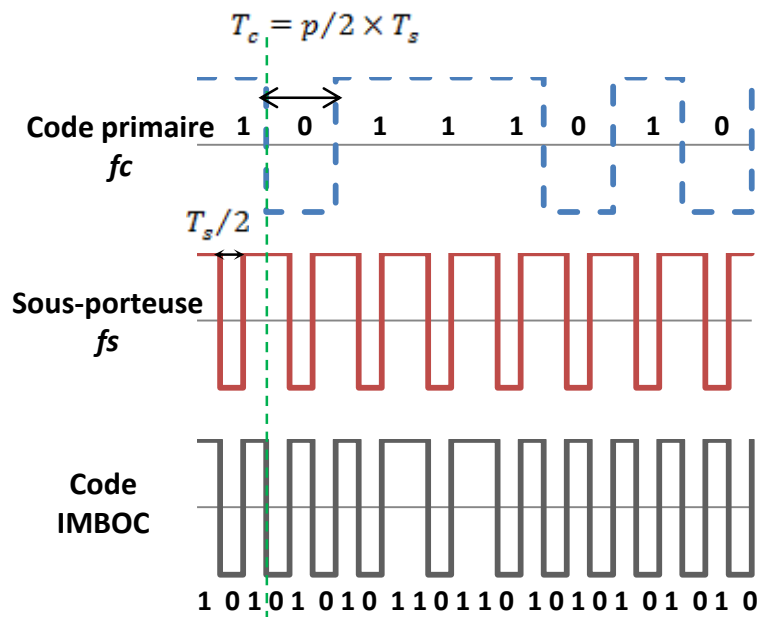 T_c = p/2 × T_s
1 0 1 1 1 0 1 0
Code primaire
fc
T_s/2
Sous-porteuse
fs
Code
IMBOC
1 0 1 0 1 0 1 0 1 1 0 1 1 0 1 0 1 0 1 0 1 0 1 0